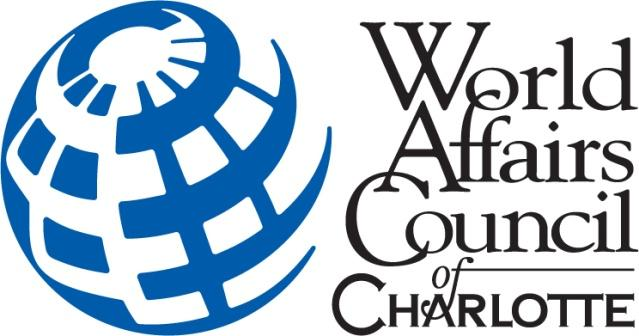 World
Affairs
Council
of
CHARLOTTE